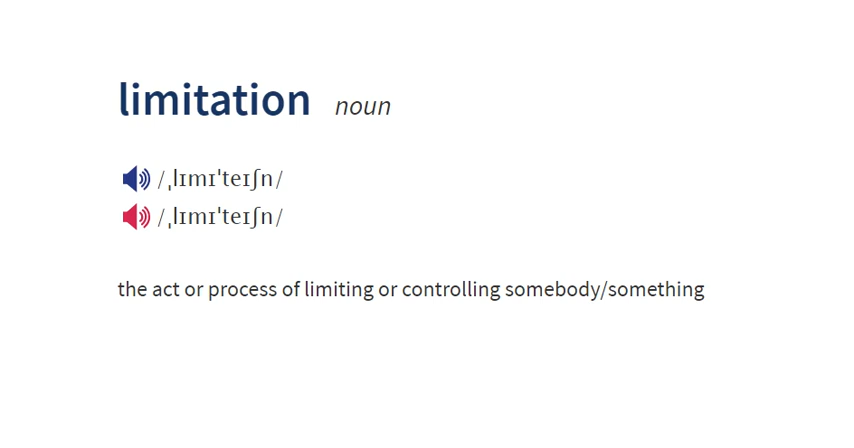 limitation noun
/ˌlɪmɪˈteɪʃn/
/ˌlɪmɪˈteɪʃn/
the act or process of limiting or controlling somebody/something